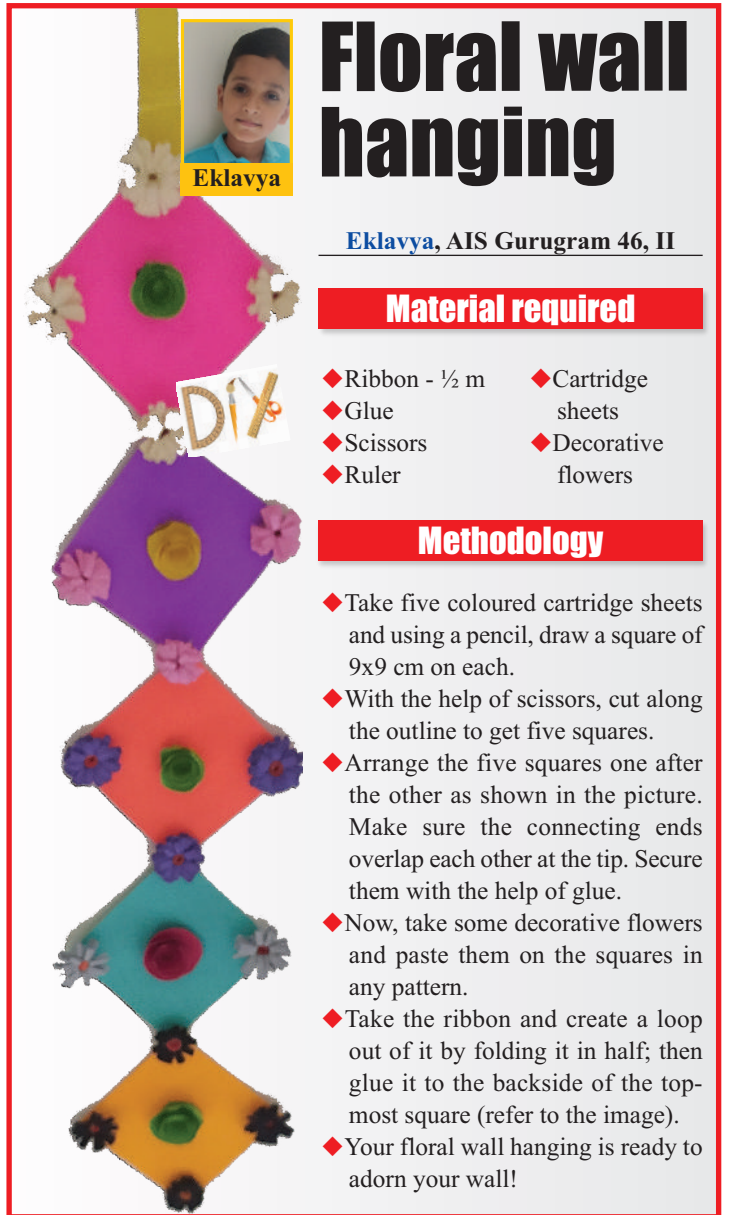 Floral wall
hanging
Eklavya
Eklavya, AIS Gurugram 46, II
Material required
◆Ribbon - ½ m
◆Glue
◆Scissors
◆Ruler
◆Cartridge
sheets
◆Decorative
flowers
DIY
Methodology
◆Take five coloured cartridge sheets
and using a pencil, draw a square of
9x9 cm on each.
◆With the help of scissors, cut along
the outline to get five squares.
◆Arrange the five squares one after
the other as shown in the picture.
Make sure the connecting ends
overlap each other at the tip. Secure
them with the help of glue.
◆Now, take some decorative flowers
and paste them on the squares in
any pattern.
◆Take the ribbon and create a loop
out of it by folding it in half; then
glue it to the backside of the top-
most square (refer to the image).
◆Your floral wall hanging is ready to
adorn your wall!